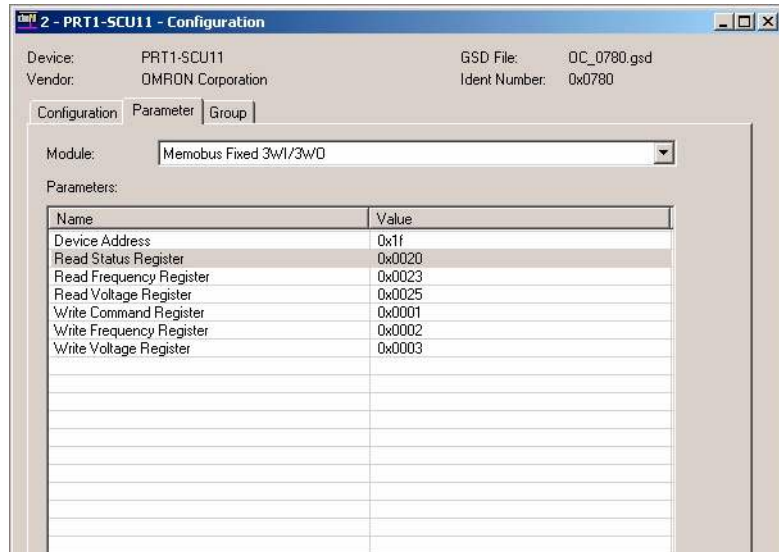 2 - PRT1-SCU11 - Configuration
Device: PRT1-SCU11 GSD File: OC_0780.gsd
Vendor: OMRON Corporation Ident Number: 0x0780
Configuration Parameter Group
Module: Memobus Fixed 3WI/3WO
Parameters:
Name Value
Device Address 0x1f
Read Status Register 0x0020
Read Frequency Register 0x0023
Read Voltage Register 0x0025
Write Command Register 0x0001
Write Frequency Register 0x0002
Write Voltage Register 0x0003